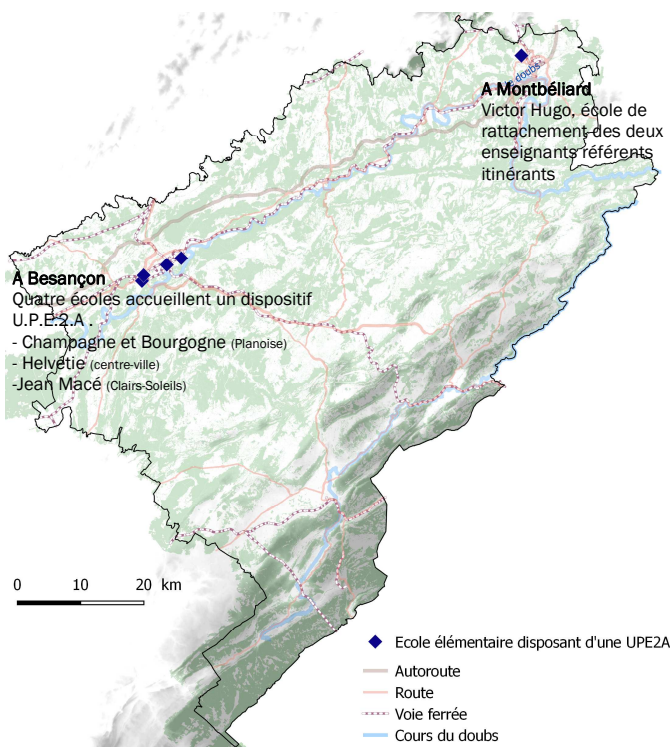 doubs
A Montbéliard
Victor Hugo, école de
rattachement des deux
enseignants référents
itinérants
A Besançon
Quatre écoles accueillent un dispositif
U.P.E.2.A .
- Champagne et Bourgogne (Planoise)
- Helvétie (centre-ville)
-Jean Macé (Clairs-Soleils)
0 10 20 km
Ecole élémentaire disposant d'une UPE2A
Autoroute
Route
Voie ferrée
Cours du doubs